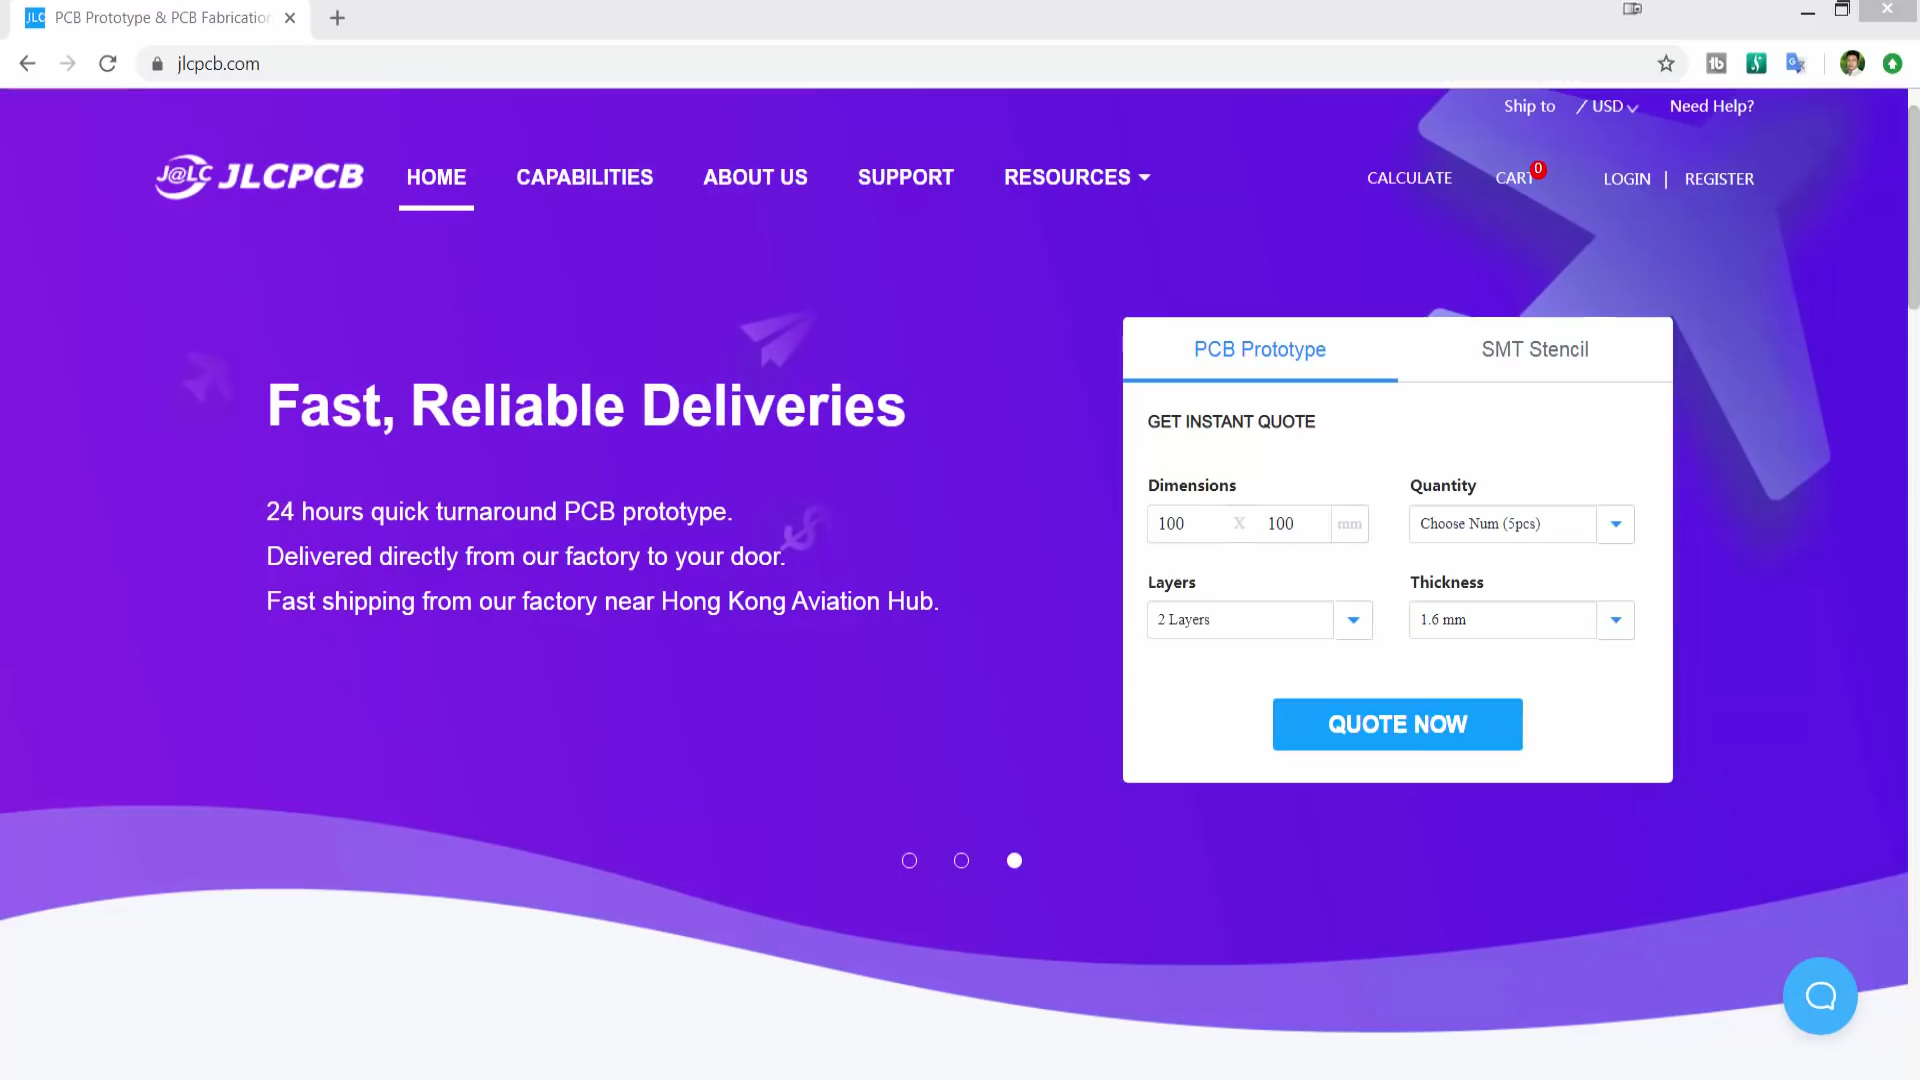 JLC PCB Prototype & PCB Fabrication
jlcpcb.com
Ship to / USD Need Help?
J@LC JLCPCB HOME CAPABILITIES ABOUT US SUPPORT RESOURCES CALCULATE CART 0 LOGIN | REGISTER
Fast, Reliable Deliveries
24 hours quick turnaround PCB prototype.
Delivered directly from our factory to your door.
Fast shipping from our factory near Hong Kong Aviation Hub.
PCB Prototype SMT Stencil
GET INSTANT QUOTE
Dimensions Quantity
100 X 100 mm Choose Num (5pcs)
Layers Thickness
2 Layers 1.6 mm
QUOTE NOW